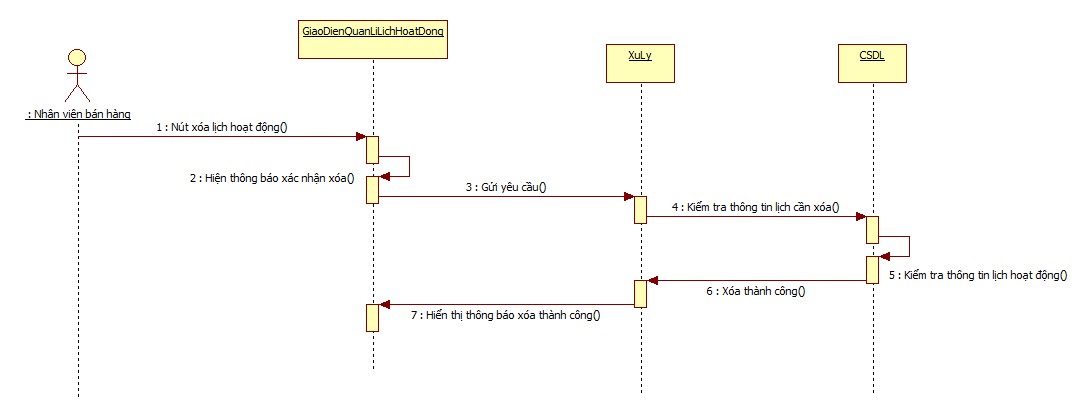 GiaoDienQuanLiLichHoatDong
XuLy
CSDL
: Nhân viên bán hàng
1 : Nút xóa lịch hoạt động()
2 : Hiện thông báo xác nhận xóa()
3 : Gửi yêu cầu()
4 : Kiểm tra thông tin lịch cần xóa()
5 : Kiểm tra thông tin lịch hoạt động()
6 : Xóa thành công()
7 : Hiển thị thông báo xóa thành công()